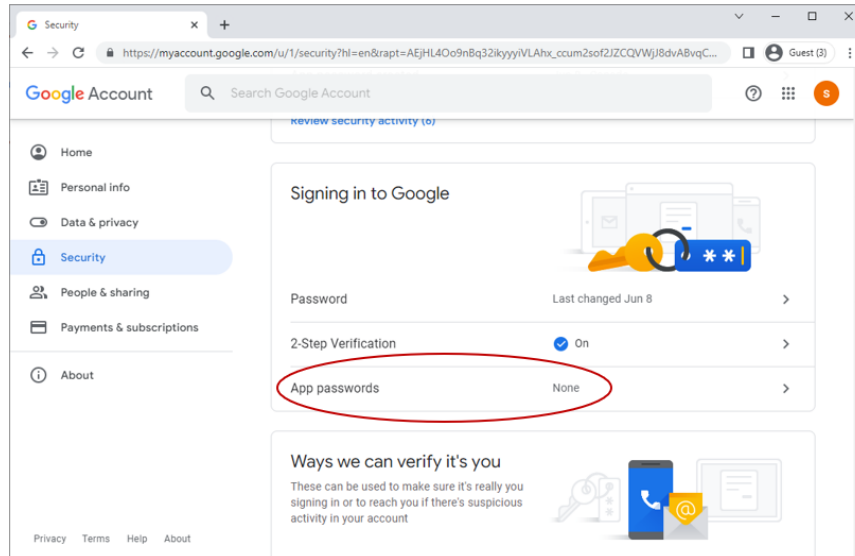 Security
https://myaccount.google.com/u/1/security?hl=en&rapt=AEjHL4Oo9nBq32ikyyyiVLAhx_ccum2sof2JZCQVWjJ8dvABvqC...
Guest (3)
Google Account
Search Google Account
S
Review security activity (6)
Home
Personal info
Data & privacy
Security
People & sharing
Payments & subscriptions
About
Signing in to Google
**
Password Last changed Jun 8
2-Step Verification On
App passwords None
Ways we can verify it's you
These can be used to make sure it's really you
signing in or to reach you if there's suspicious
activity in your account
@
Privacy Terms Help About